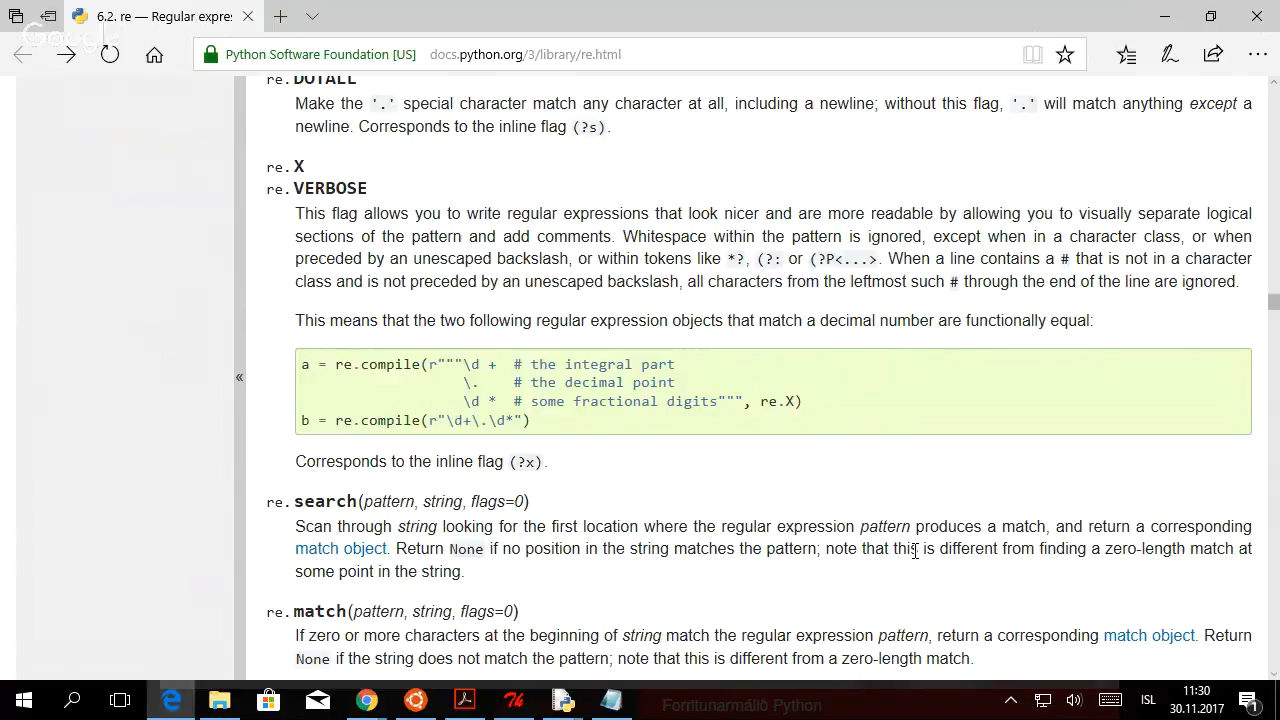 6.2. re — Regular expres
Google
Python Software Foundation [US] docs.python.org/3/library/re.html
re.DOTALL
Make the '.' special character match any character at all, including a newline; without this flag, '.' will match anything except a
newline. Corresponds to the inline flag (?s).
re.X
re.VERBOSE
This flag allows you to write regular expressions that look nicer and are more readable by allowing you to visually separate logical
sections of the pattern and add comments. Whitespace within the pattern is ignored, except when in a character class, or when
preceded by an unescaped backslash, or within tokens like *?, (?: or (?P<...>. When a line contains a # that is not in a character
class and is not preceded by an unescaped backslash, all characters from the leftmost such # through the end of the line are ignored.
This means that the two following regular expression objects that match a decimal number are functionally equal:
«
a = re.compile(r"""\d +  # the integral part
\.    # the decimal point
\d *  # some fractional digits""", re.X)
b = re.compile(r"\d+\.\d*")
Corresponds to the inline flag (?x).
re.search(pattern, string, flags=0)
Scan through string looking for the first location where the regular expression pattern produces a match, and return a corresponding
match object. Return None if no position in the string matches the pattern; note that this is different from finding a zero-length match at
some point in the string.
re.match(pattern, string, flags=0)
If zero or more characters at the beginning of string match the regular expression pattern, return a corresponding match object. Return
None if the string does not match the pattern; note that this is different from a zero-length match.
Forritunarmálið Python
ISL
11:30
30.11.2017
1